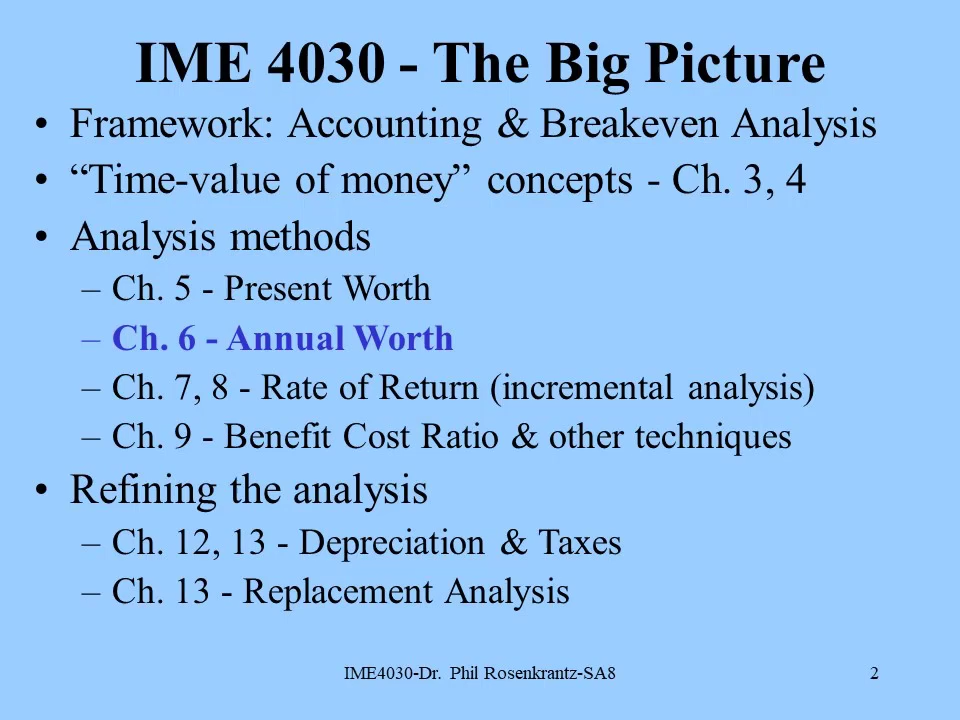 IME 4030 - The Big Picture
• Framework: Accounting & Breakeven Analysis
• “Time-value of money” concepts - Ch. 3, 4
• Analysis methods
– Ch. 5 - Present Worth
– Ch. 6 - Annual Worth
– Ch. 7, 8 - Rate of Return (incremental analysis)
– Ch. 9 - Benefit Cost Ratio & other techniques
• Refining the analysis
– Ch. 12, 13 - Depreciation & Taxes
– Ch. 13 - Replacement Analysis
IME4030-Dr. Phil Rosenkrantz-SA8 2